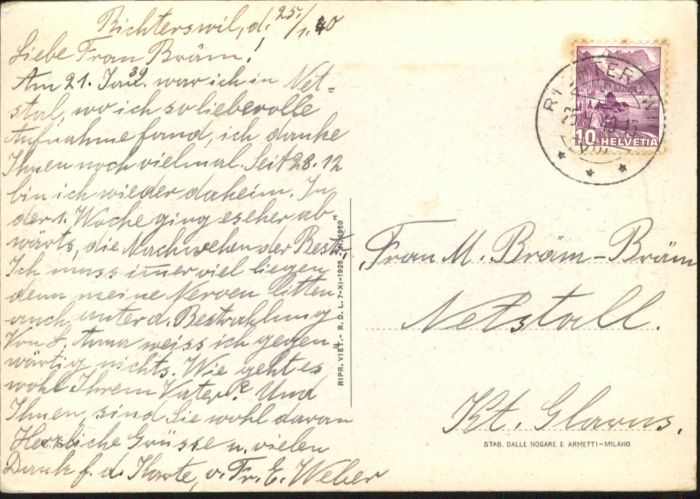 Richterswil, d. 25./1.40
Liebe Frau Bräm!
Am 21. Jan. 39 war ich in Net-
stal, wo ich so liebevolle
Aufnahme fand, ich danke
Ihnen noch vielmal. Seit 28.12
bin ich wieder daheim. In
der 1. Woche ging es eher ab-
wärts, die Nachwehen der Bestr.,
Ich muss immer viel liegen
denn meine Nerven litten
auch unter d. Bestrahlung
Von Anna weiss ich gegen-
wärtig nichts. Wie geht es
wohl Ihrem Vater? Und
Ihnen, sind Sie wohl davon
Herzliche Grüsse u. vielen
Dank f. d. Karte, v. Fr. E. Weber
10 HELVETIA
RIPR. VIET. - R. D. L. 7-XI-1925
Frau M. Bräm-Bräm
Netstall.
Kt. Glarus.
STAB. DALLE NOGARE E ARMETTI-MILANO